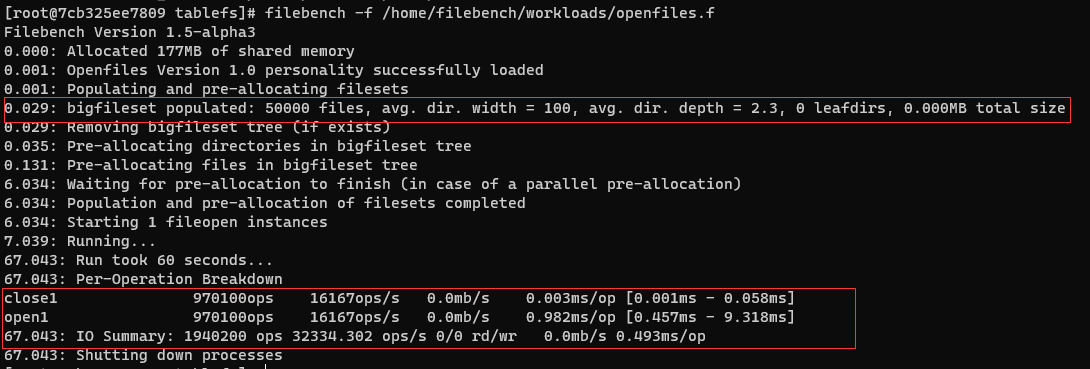 [root@7cb325ee7809 tablefs]# filebench -f /home/filebench/workloads/openfiles.f
Filebench Version 1.5-alpha3
0.000: Allocated 177MB of shared memory
0.001: Openfiles Version 1.0 personality successfully loaded
0.001: Populating and pre-allocating filesets
0.029: bigfileset populated: 50000 files, avg. dir. width = 100, avg. dir. depth = 2.3, 0 leafdirs, 0.000MB total size
0.029: Removing bigfileset tree (if exists)
0.035: Pre-allocating directories in bigfileset tree
0.131: Pre-allocating files in bigfileset tree
6.034: Waiting for pre-allocation to finish (in case of a parallel pre-allocation)
6.034: Population and pre-allocation of filesets completed
6.034: Starting 1 fileopen instances
7.039: Running...
67.043: Run took 60 seconds...
67.043: Per-Operation Breakdown
close1 970100ops 16167ops/s 0.0mb/s 0.003ms/op [0.001ms - 0.058ms]
open1 970100ops 16167ops/s 0.0mb/s 0.982ms/op [0.457ms - 9.318ms]
67.043: IO Summary: 1940200 ops 32334.302 ops/s 0/0 rd/wr 0.0mb/s 0.493ms/op
67.043: Shutting down processes